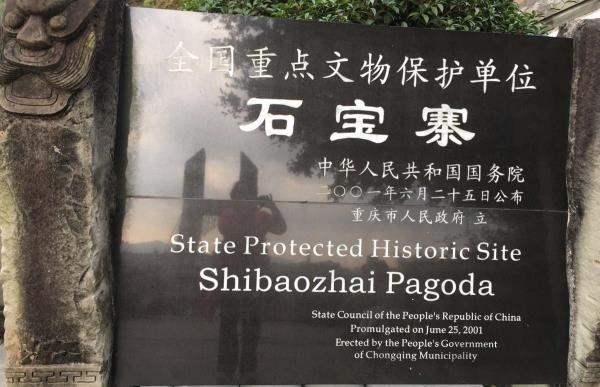 全国重点文物保护单位
石宝寨
中华人民共和国国务院
二〇〇一年六月二十五日公布
重庆市人民政府 立
State Protected Historic Site
Shibaozhai Pagoda
State Council of the People's Republic of China
Promulgated on June 25, 2001
Erected by the People's Government
of Chongqing Municipality